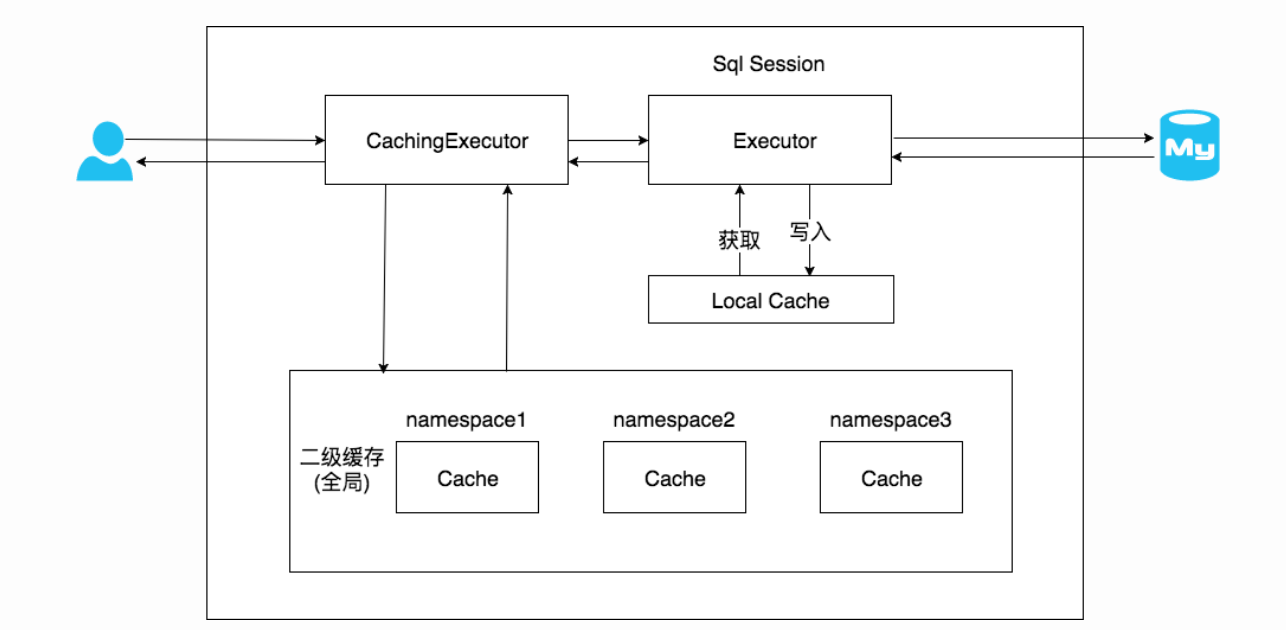 Sql Session
CachingExecutor
Executor
My
获取
写入
Local Cache
namespace1
namespace2
namespace3
二级缓存
(全局)
Cache
Cache
Cache